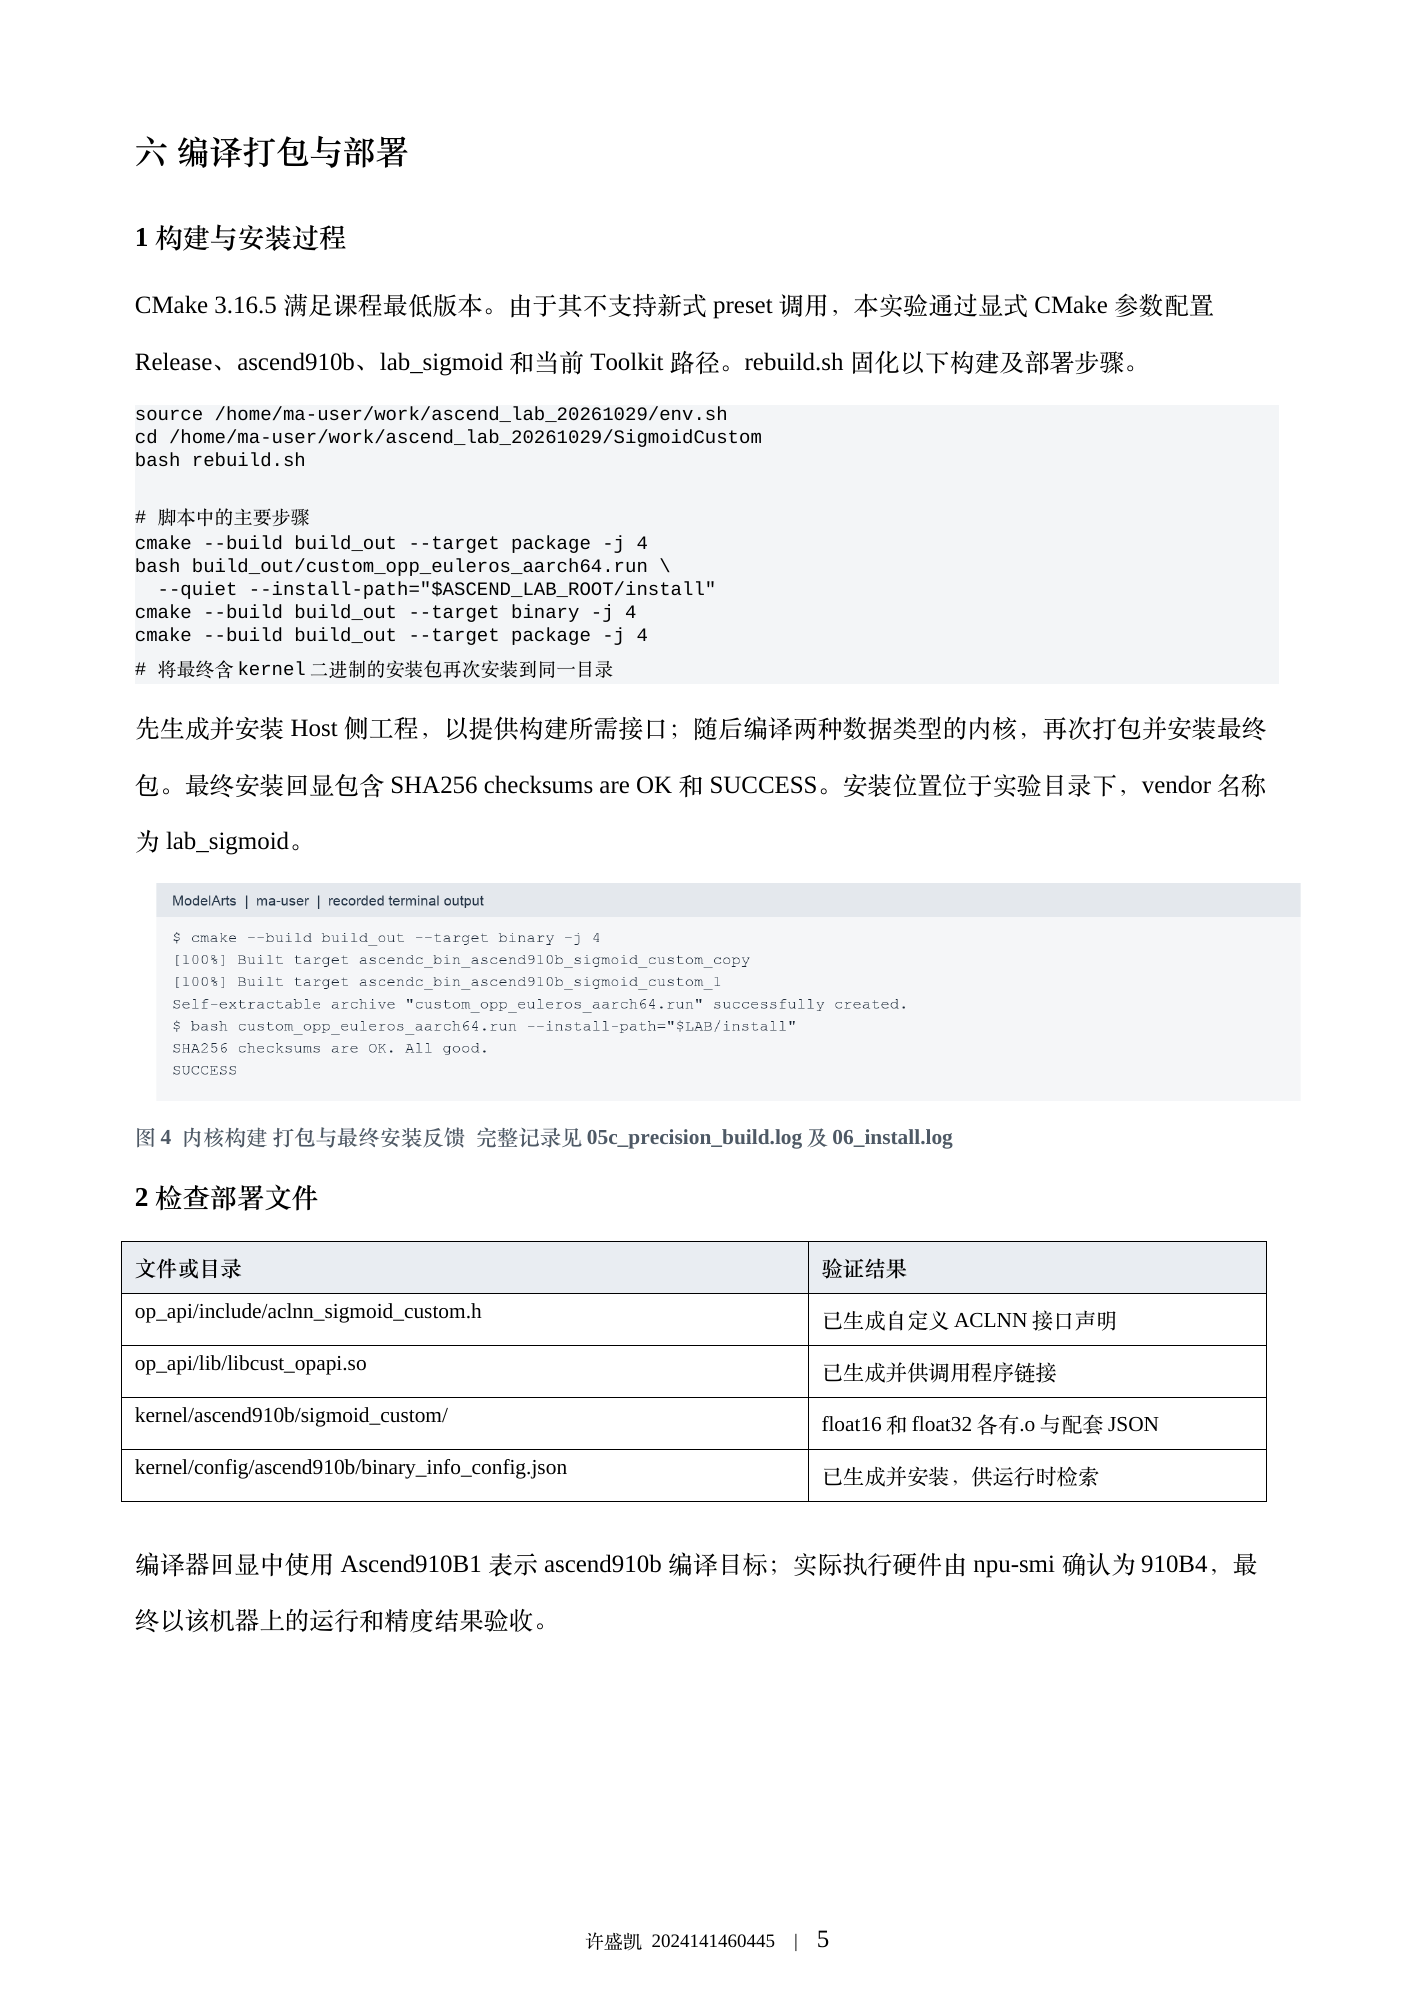 六 编译打包与部署
1 构建与安装过程
CMake 3.16.5 满足课程最低版本。由于其不支持新式 preset 调用，本实验通过显式 CMake 参数配置
Release、ascend910b、lab_sigmoid 和当前 Toolkit 路径。rebuild.sh 固化以下构建及部署步骤。
source /home/ma-user/work/ascend_lab_20261029/env.sh
cd /home/ma-user/work/ascend_lab_20261029/SigmoidCustom
bash rebuild.sh
# 脚本中的主要步骤
cmake --build build_out --target package -j 4
bash build_out/custom_opp_euleros_aarch64.run \
  --quiet --install-path="$ASCEND_LAB_ROOT/install"
cmake --build build_out --target binary -j 4
cmake --build build_out --target package -j 4
# 将最终含 kernel 二进制的安装包再次安装到同一目录
先生成并安装 Host 侧工程，以提供构建所需接口；随后编译两种数据类型的内核，再次打包并安装最终
包。最终安装回显包含 SHA256 checksums are OK 和 SUCCESS。安装位置位于实验目录下，vendor 名称
为 lab_sigmoid。
ModelArts | ma-user | recorded terminal output
$ cmake --build build_out --target binary -j 4
[100%] Built target ascendc_bin_ascend910b_sigmoid_custom_copy
[100%] Built target ascendc_bin_ascend910b_sigmoid_custom_1
Self-extractable archive "custom_opp_euleros_aarch64.run" successfully created.
$ bash custom_opp_euleros_aarch64.run --install-path="$LAB/install"
SHA256 checksums are OK. All good.
SUCCESS
图 4 内核构建 打包与最终安装反馈 完整记录见 05c_precision_build.log 及 06_install.log
2 检查部署文件
文件或目录 验证结果
op_api/include/aclnn_sigmoid_custom.h 已生成自定义 ACLNN 接口声明
op_api/lib/libcust_opapi.so 已生成并供调用程序链接
kernel/ascend910b/sigmoid_custom/ float16 和 float32 各有.o 与配套 JSON
kernel/config/ascend910b/binary_info_config.json 已生成并安装，供运行时检索
编译器回显中使用 Ascend910B1 表示 ascend910b 编译目标；实际执行硬件由 npu-smi 确认为 910B4，最
终以该机器上的运行和精度结果验收。
许盛凯 2024141460445 | 5